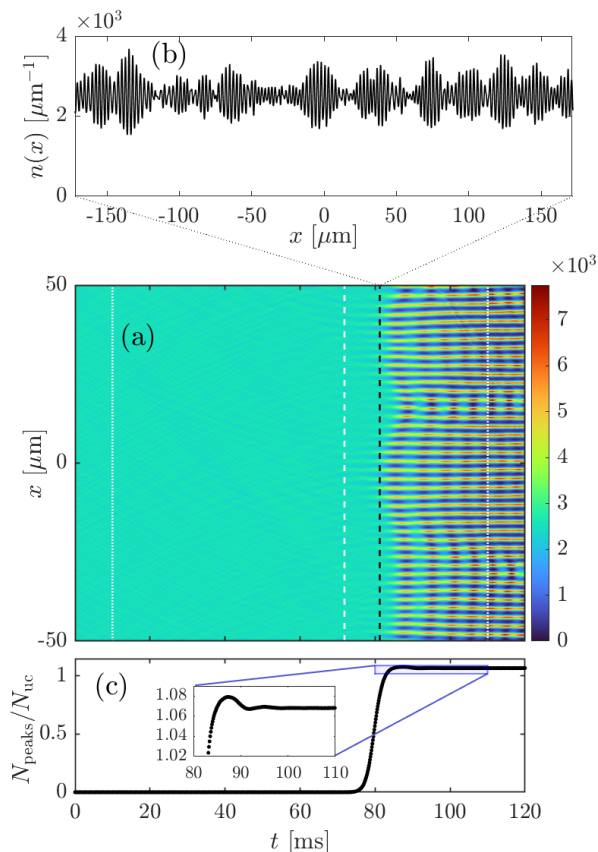 ×10³
(b)
4
2
0
n(x) [μm⁻¹]
-150 -100 -50 0 50 100 150
x [μm]
×10³
(a)
50
0
-50
x [μm]
7
6
5
4
3
2
1
0
(c)
1
0.5
0
N_peaks/N_uc
1.08
1.06
1.04
1.02
80 90 100 110
0 20 40 60 80 100 120
t [ms]